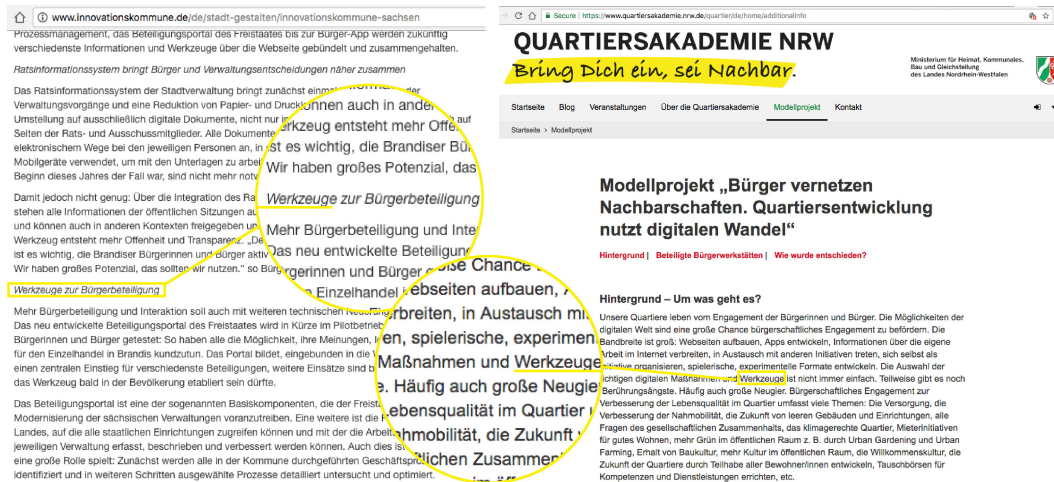 www.innovationskommune.de/de/stadt-gestalten/innovationskommune-sachsen
Prozessmanagement, das Beteiligungsportal des Freistaates bis zur Bürger-App werden zukünftig
verschiedenste Informationen und Werkzeuge über die Webseite gebündelt und zusammengehalten.
Ratsinformationssystem bringt Bürger und Verwaltungsentscheidungen näher zusammen
Das Ratsinformationssystem der Stadtverwaltung bringt zunächst der
Verwaltungsvorgänge und eine Reduktion von Papier- und
Umstellung auf ausschließlich digitale Dokumente, nicht nur auf
Seiten der Rats- und Ausschussmitglieder. Alle Dokumente
elektronischem Wege bei den jeweiligen Personen an, in
Mobilgeräte verwendet, um mit den Unterlagen zu
Beginn dieses Jahres der Fall war, sind nicht mehr
Damit jedoch nicht genug: Über die Integration des
stehen alle Informationen der öffentlichen Sitzungen
und können auch in anderen Kontexten freigegeben
Werkzeug entsteht mehr Offenheit und Transparenz. „De
ist es wichtig, die Brandiser Bürgerinnen und Bürger
Wir haben großes Potenzial, das sollten wir nutzen.“ so
Werkzeuge zur Bürgerbeteiligung
Mehr Bürgerbeteiligung und Interaktion soll auch mit weiteren technischen
Das neu entwickelte Beteiligungsportal des Freistaates wird in Kürze im Pilotbetrieb
Bürgerinnen und Bürger getestet: So haben alle die Möglichkeit, ihre Meinungen,
für den Einzelhandel in Brandis kundzutun. Das Portal bildet, eingebunden in die
einen zentralen Einstieg für verschiedenste Beteiligungen, weitere Einsätze sind
das Werkzeug bald in der Bevölkerung etabliert sein dürfte.
Das Beteiligungsportal ist eine der sogenannten Basiskomponenten, die der
Modernisierung der sächsischen Verwaltungen voranzutreiben. Eine weitere ist die
Landes, auf die alle staatlichen Einrichtungen zugreifen können und mit der die
jeweiligen Verwaltung erfasst, beschrieben und verbessert werden können. Auch dies
eine große Rolle spielt: Zunächst werden alle in der Kommune durchgeführten
identifiziert und in weiteren Schritten ausgewählte Prozesse detailliert untersucht und optimiert.
önnen auch in ander
erkzeug entsteht mehr Offe
st es wichtig, die Brandiser Bü
Wir haben großes Potenzial, das
Werkzeuge zur Bürgerbeteiligung
Mehr Bürgerbeteiligung und Inte
Das neu entwickelte Beteiligun
rgerinnen und Bürger
n Einzelhandel
oße Chance
ebseiten aufbauen, A
rbreiten, in Austausch mi
en, spielerische, experimen
Maßnahmen und Werkzeuge
e. Häufig auch große Neugie
ebensqualität im Quartier
ahmobilität, die Zukunft
ftlichen Zusammen
Secure | https://www.quartiersakademie.nrw.de/quartier/de/home/additionalInfo
QUARTIERSAKADEMIE NRW
Bring Dich ein, sei Nachbar.
Ministerium für Heimat, Kommunales,
Bau und Gleichstellung
des Landes Nordrhein-Westfalen
Startseite Blog Veranstaltungen Über die Quartiersakademie Modellprojekt Kontakt
Startseite > Modellprojekt
Modellprojekt „Bürger vernetzen
Nachbarschaften. Quartiersentwicklung
nutzt digitalen Wandel“
Hintergrund | Beteiligte Bürgerwerkstätten | Wie wurde entschieden?
Hintergrund – Um was geht es?
Unsere Quartiere leben vom Engagement der Bürgerinnen und Bürger. Die Möglichkeiten der
digitalen Welt sind eine große Chance bürgerschaftliches Engagement zu befördern. Die
Bandbreite ist groß: Webseiten aufbauen, Apps entwickeln, Informationen über die eigene
Arbeit im Internet verbreiten, in Austausch mit anderen Initiativen treten, sich selbst als
Initiative organisieren, spielerische, experimentelle Formate entwickeln. Die Auswahl der
ichtigen digitalen Maßnahmen und Werkzeuge ist nicht immer einfach. Teilweise gibt es noch
Berührungsängste. Häufig auch große Neugier. Bürgerschaftliches Engagement zur
Verbesserung der Lebensqualität im Quartier umfasst viele Themen: Die Versorgung, die
Verbesserung der Nahmobilität, die Zukunft von leeren Gebäuden und Einrichtungen, alle
Fragen des gesellschaftlichen Zusammenhalts, das klimagerechte Quartier, Mieterinitiativen
für gutes Wohnen, mehr Grün im öffentlichen Raum z. B. durch Urban Gardening und Urban
Farming, Erhalt von Baukultur, mehr Kultur im öffentlichen Raum, die Willkommenskultur, die
Zukunft der Quartiere durch Teilhabe aller Bewohner/innen entwickeln, Tauschbörsen für
Kompetenzen und Dienstleistungen errichten, etc.